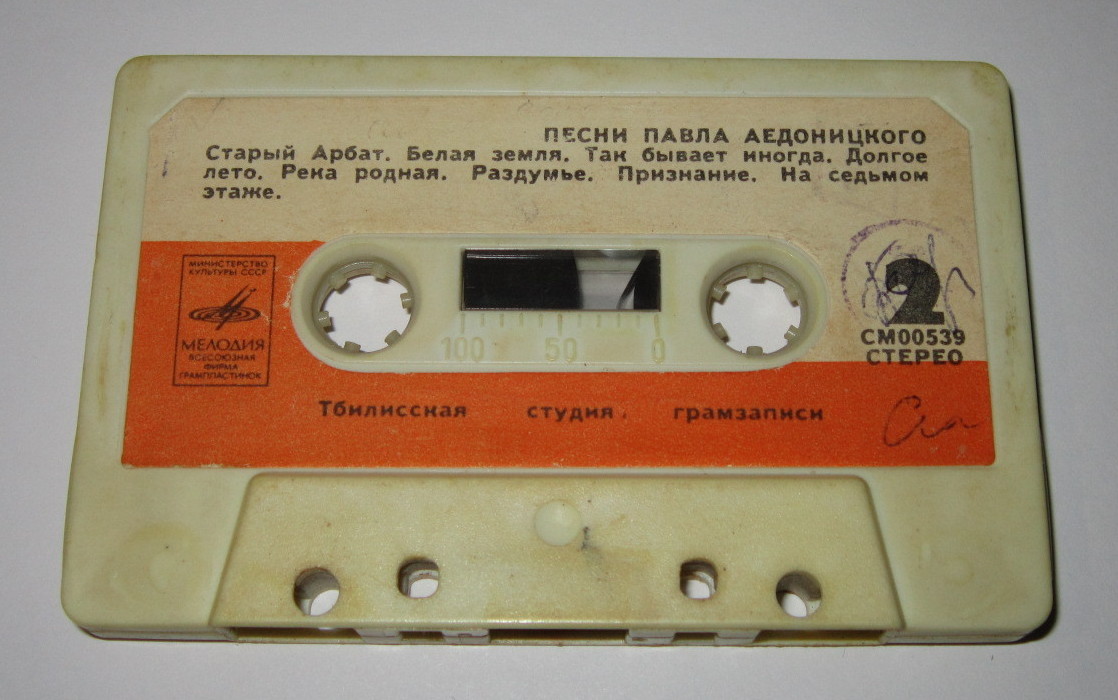 ПЕСНИ ПАВЛА АЕДОНИЦКОГО
Старый Арбат. Белая земля. Так бывает иногда. Долгое
лето. Река родная. Раздумье. Признание. На седьмом
этаже.
МИНИСТЕРСТВО
КУЛЬТУРЫ СССР
МЕЛОДИЯ
ВСЕСОЮЗНАЯ
ФИРМА
ГРАМПЛАСТИНОК
100 50 0
2
СМ00539
СТЕРЕО
Тбилисская студия грамзаписи